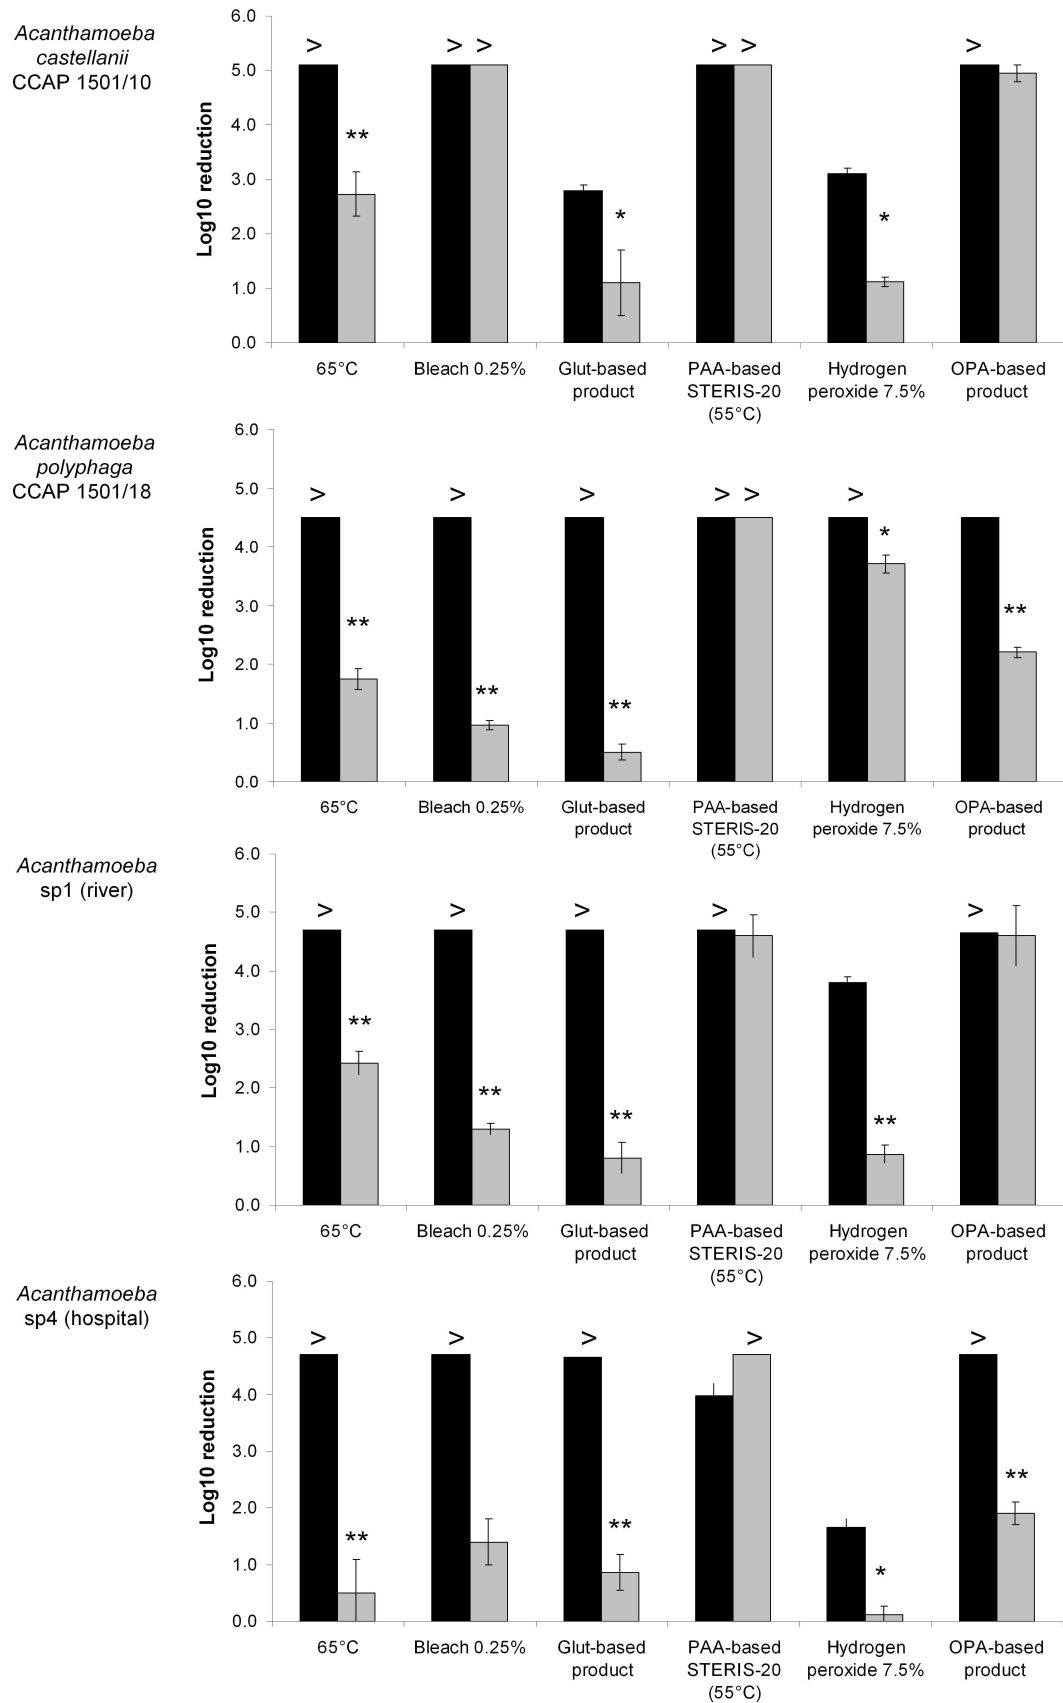 Acanthamoeba
castellanii
CCAP 1501/10
Log10 reduction
6.0
5.0
4.0
3.0
2.0
1.0
0.0
> > > > > >
**
*
*
65°C Bleach 0.25% Glut-based PAA-based Hydrogen OPA-based
product STERIS-20 peroxide 7.5% product
(55°C)
Acanthamoeba
polyphaga
CCAP 1501/18
Log10 reduction
6.0
5.0
4.0
3.0
2.0
1.0
0.0
> > > > > >
*
** **
** **
65°C Bleach 0.25% Glut-based PAA-based Hydrogen OPA-based
product STERIS-20 peroxide 7.5% product
(55°C)
Acanthamoeba
sp1 (river)
Log10 reduction
6.0
5.0
4.0
3.0
2.0
1.0
0.0
> > > > >
**
** ** **
65°C Bleach 0.25% Glut-based PAA-based Hydrogen OPA-based
product STERIS-20 peroxide 7.5% product
(55°C)
Acanthamoeba
sp4 (hospital)
Log10 reduction
6.0
5.0
4.0
3.0
2.0
1.0
0.0
> > > > >
** ** * **
65°C Bleach 0.25% Glut-based PAA-based Hydrogen OPA-based
product STERIS-20 peroxide 7.5% product
(55°C)